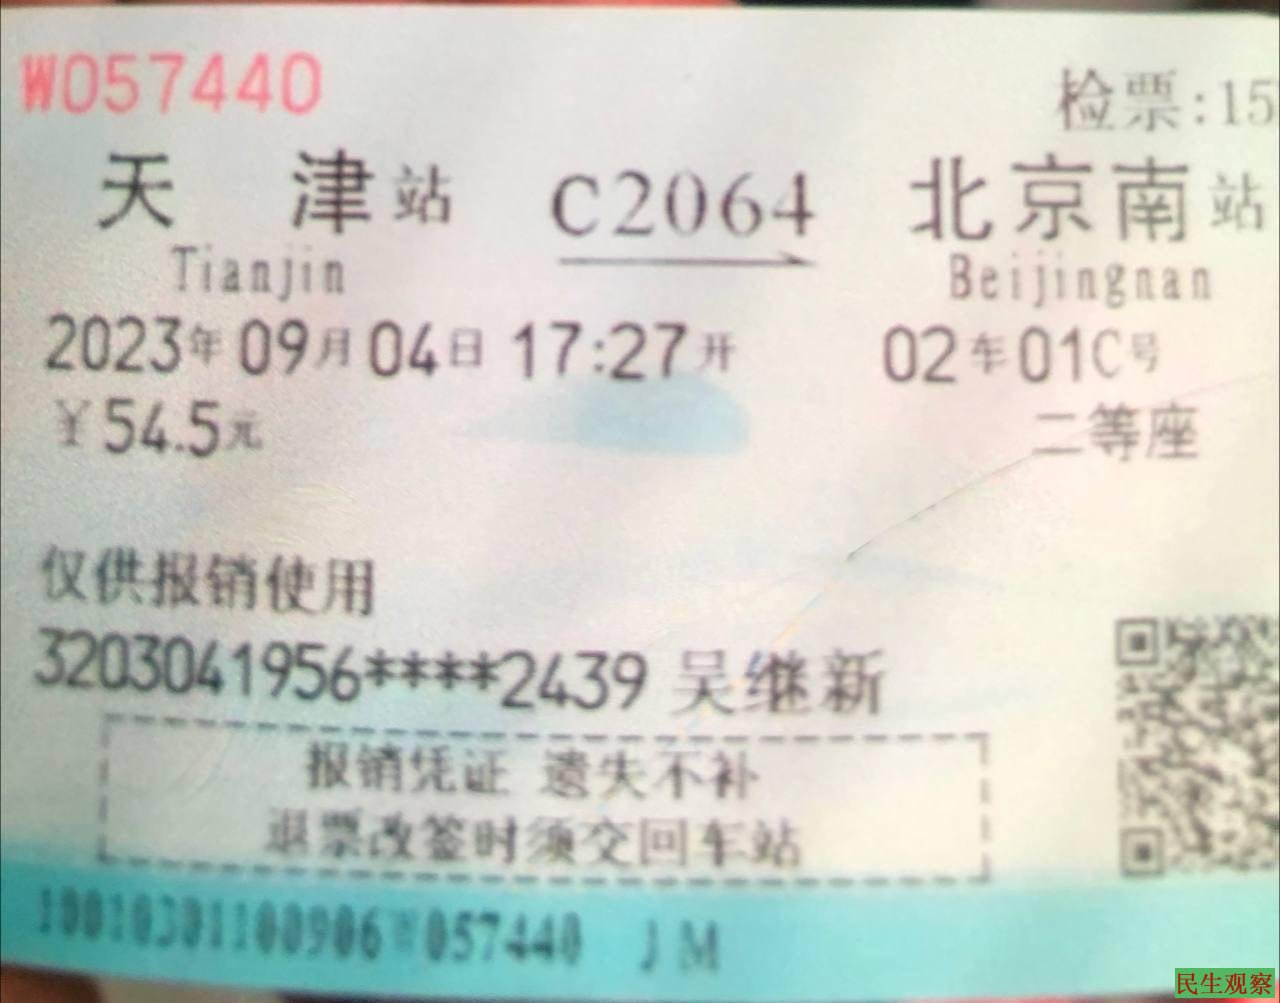 W057440
检票:15
天津站 C2064 北京南站
Tianjin Beijingnan
2023年09月04日17:27开 02车01C号
¥54.5元 二等座
仅供报销使用
3203041956****2439 吴继新
报销凭证 遗失不补
退票改签时须交回车站
10010301100906W057440 JM
民生观察